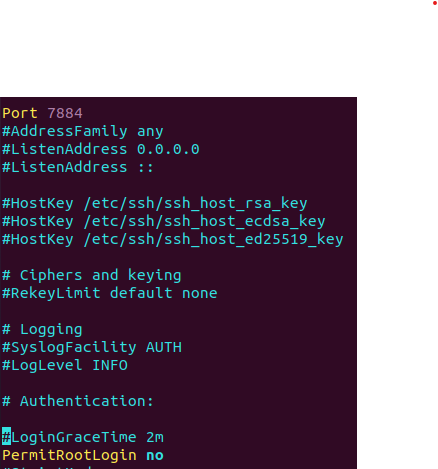 Port 7884
#AddressFamily any
#ListenAddress 0.0.0.0
#ListenAddress ::
#HostKey /etc/ssh/ssh_host_rsa_key
#HostKey /etc/ssh/ssh_host_ecdsa_key
#HostKey /etc/ssh/ssh_host_ed25519_key
# Ciphers and keying
#RekeyLimit default none
# Logging
#SyslogFacility AUTH
#LogLevel INFO
# Authentication:
#LoginGraceTime 2m
PermitRootLogin no